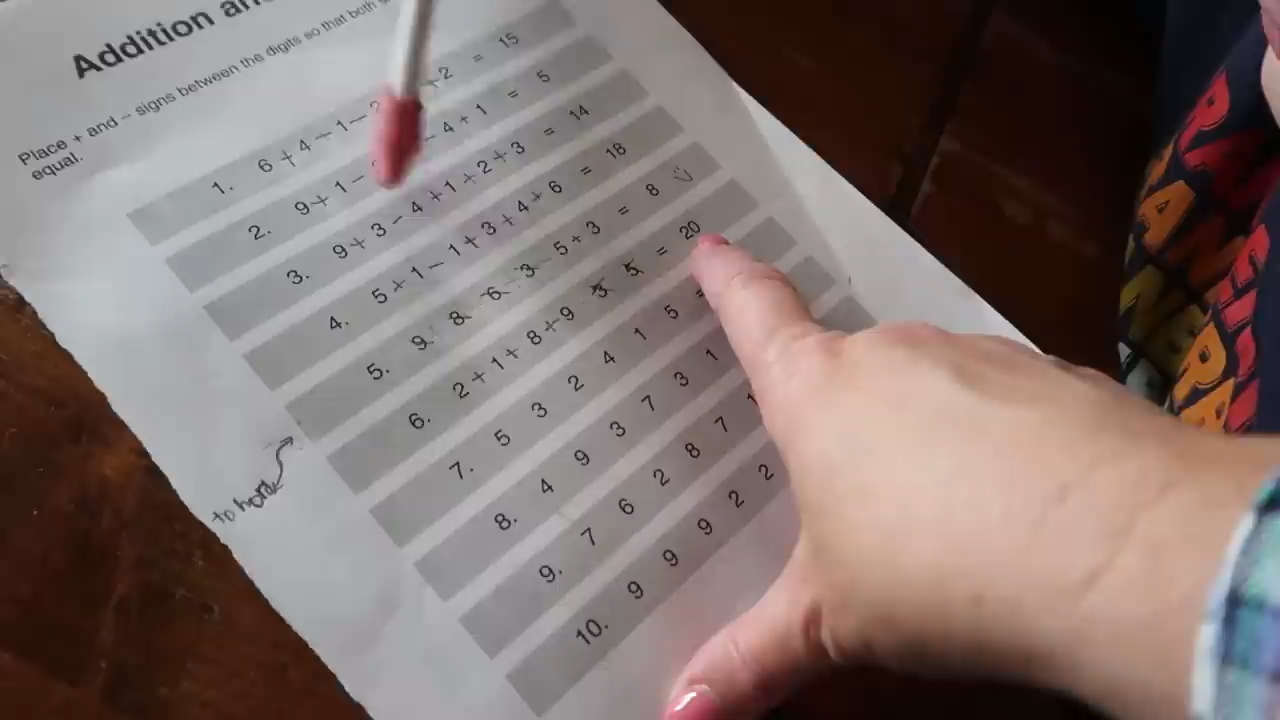 Addition an
Place + and – signs between the digits so that both
equal.
1. 6 + 4 – 1 – +2 = 15
2. 9+ 1 – – 4 + 1 = 5
3. 9+ 3 – 4 + 1 + 2 + 3 = 14
4. 5 + 1 – 1 + 3 + 4 + 6 = 18
5. 9 8 6 3 5 + 3 = 8
6. 2 + 1 + 8 + 9 3 5 = 20
7. 5 3 2 4 1 5 =
8. 4 9 3 7 3 1
9. 7 6 2 8 7 1
10. 9 9 9 2 2